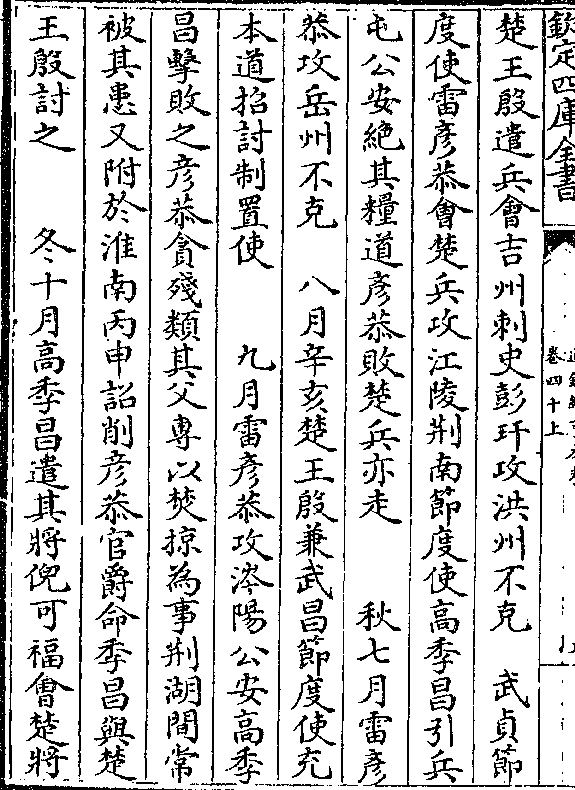 欽定四庫全書
卷四十上
楚王殷遣兵會吉州刺史彭玕攻洪州不克　武貞節
度使雷彥恭會楚兵攻江陵荆南節度使高季昌引兵
屯公安絶其糧道彥恭敗楚兵亦走　秋七月雷彥
恭攻岳州不克　八月辛亥楚王殷兼武昌節度使充
本道招討制置使　九月雷彥恭攻涔陽公安高季
昌擊敗之彥恭貪殘類其父專以焚掠為事荆湖間常
被其患又附於淮南丙申詔削彥恭官爵命季昌與楚
王殷討之　冬十月高季昌遣其將倪可福會楚將